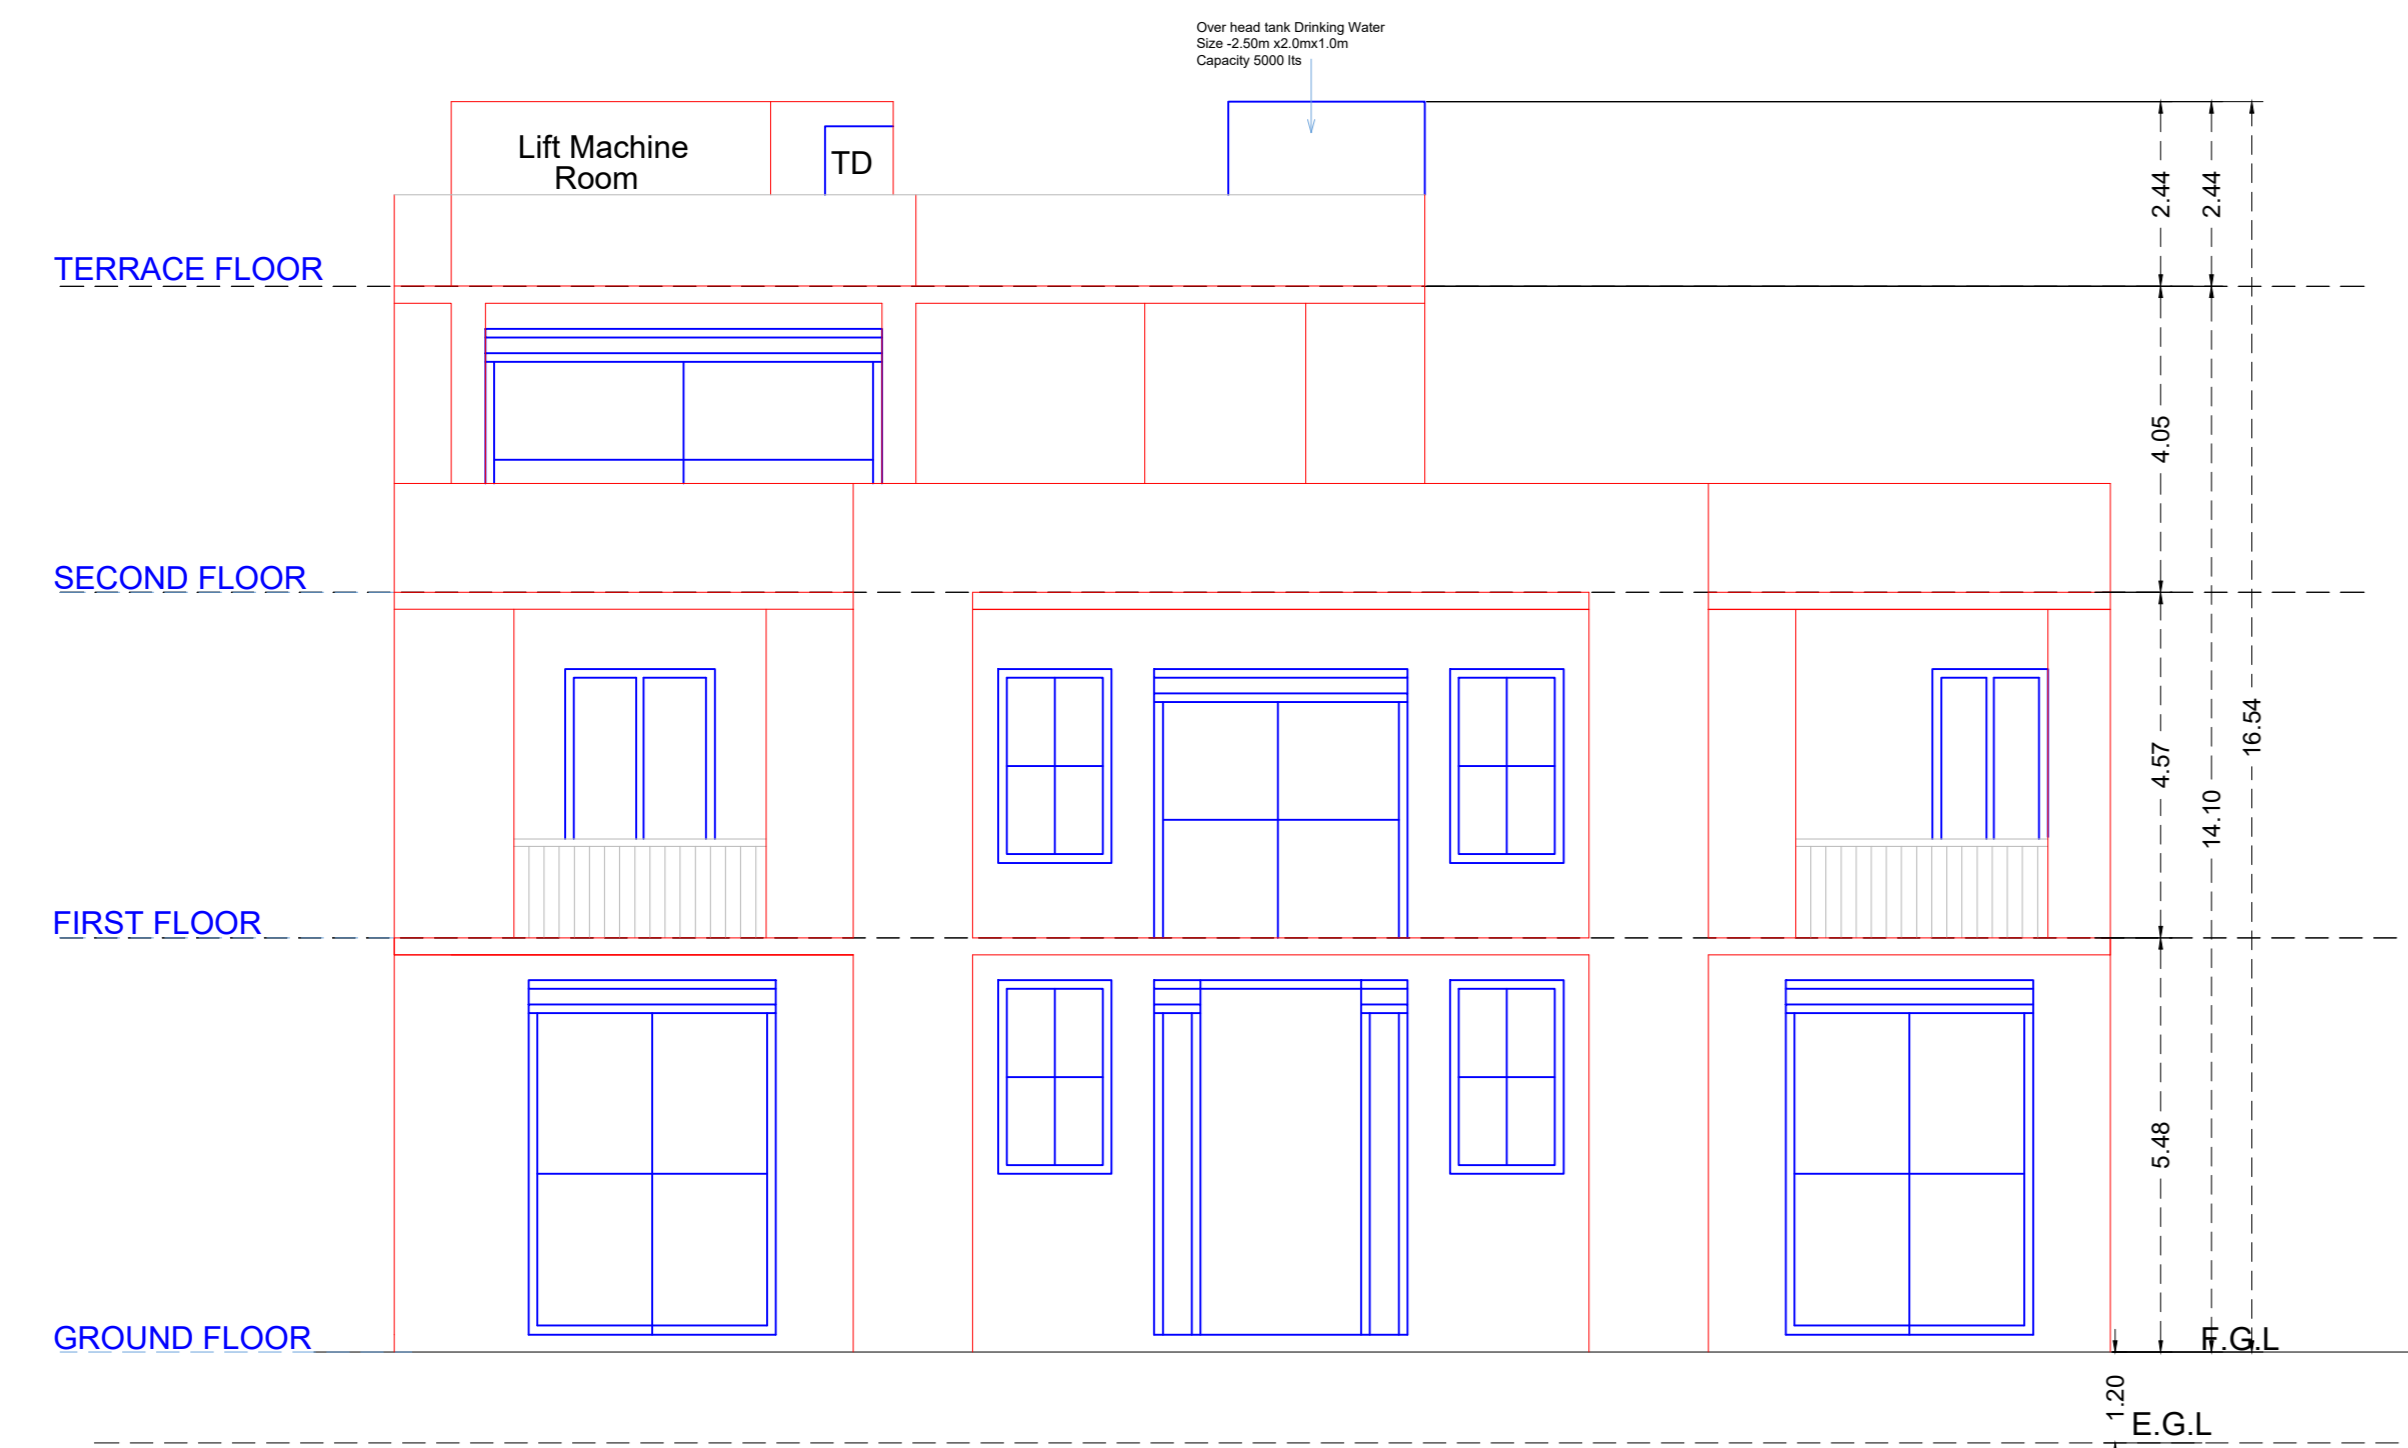 Over head tank Drinking Water
Size -2.50m x2.0mx1.0m
Capacity 5000 lts
Lift Machine
Room
TD
2.44
2.44
TERRACE FLOOR
4.05
SECOND FLOOR
16.54
4.57
14.10
FIRST FLOOR
5.48
GROUND FLOOR
F.G.L
1.20
E.G.L